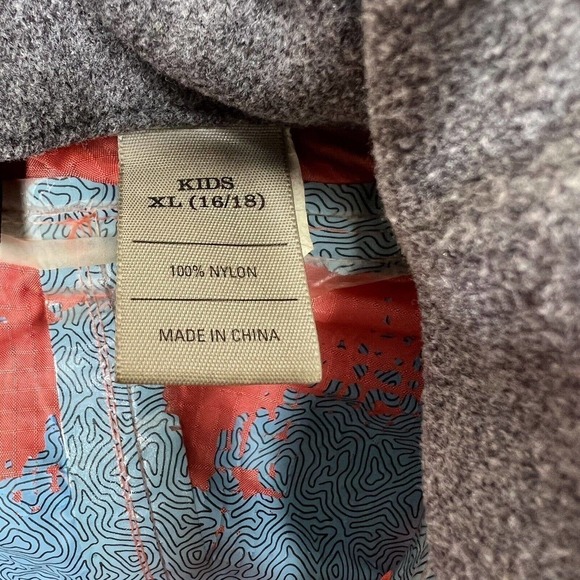 KIDS
XL (16/18)
100% NYLON
MADE IN CHINA